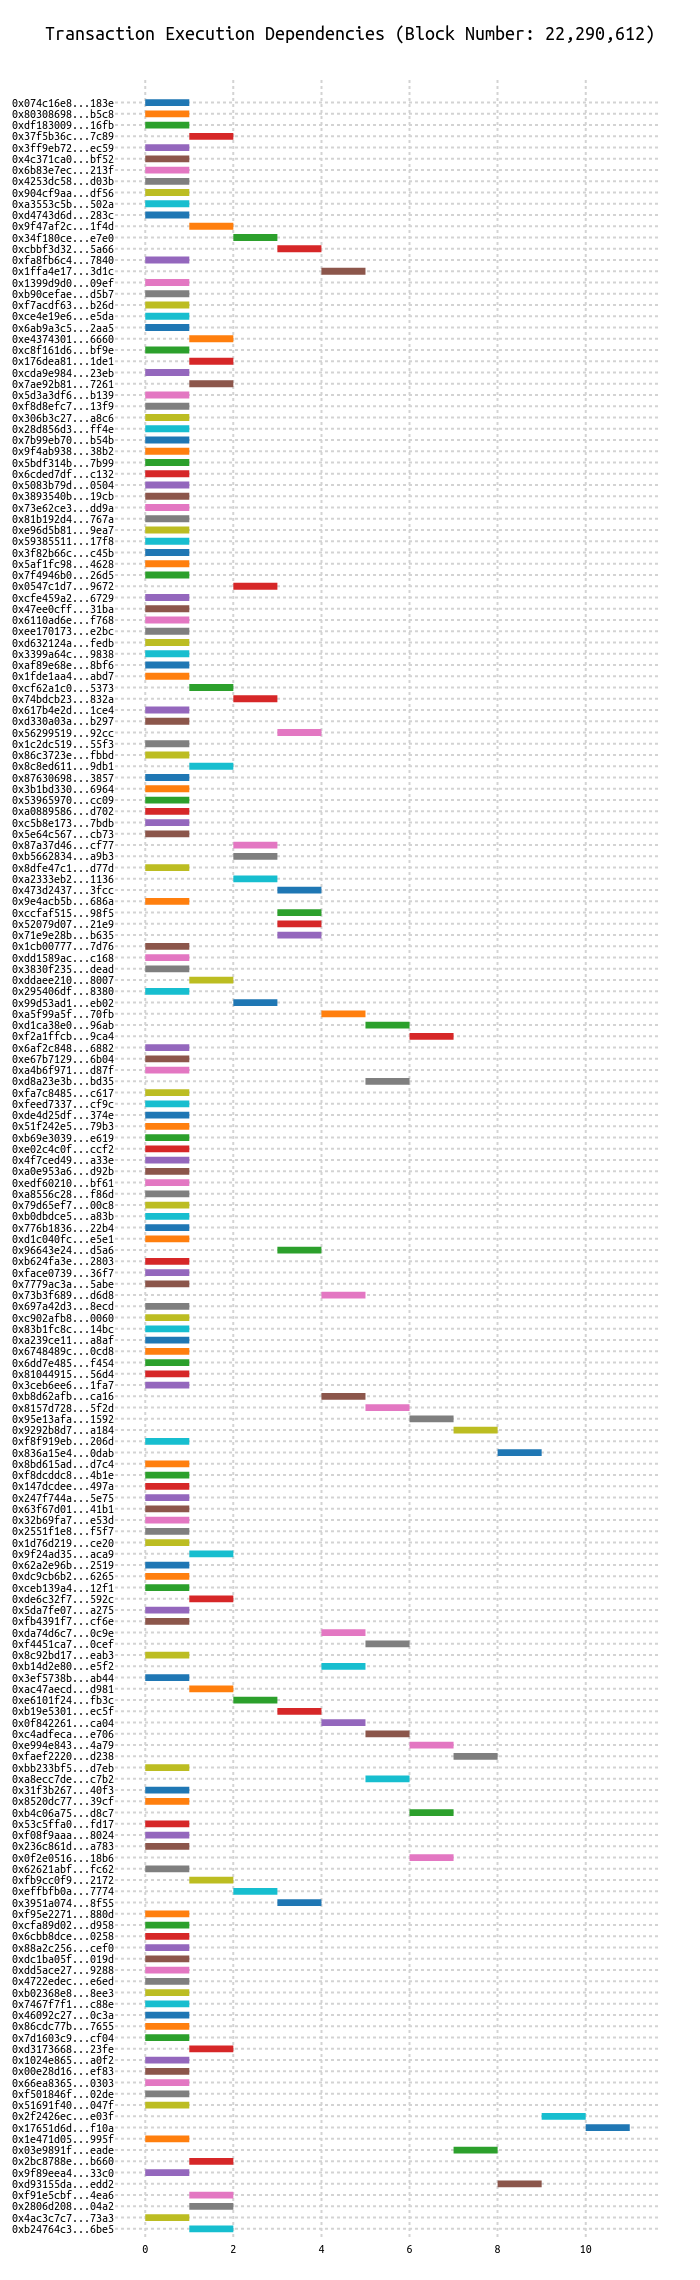 Transaction Execution Dependencies (Block Number: 22,290,612)
0x074c16e8...183e
0x80308698...b5c8
0xdf183009...16fb
0x37f5b36c...7c89
0x3ff9eb72...ec59
0x4c371ca0...bf52
0x6b83e7ec...213f
0x4253dc58...d03b
0x904cf9aa...df56
0xa3553c5b...502a
0xd4743d6d...283c
0x9f47af2c...1f4d
0x34f180ce...e7e0
0xcbbf3d32...5a66
0xfa8fb6c4...7840
0x1ffa4e17...3d1c
0x1399d9d0...09ef
0xb90cefae...d5b7
0xf7acdf63...b26d
0xce4e19e6...e5da
0x6ab9a3c5...2aa5
0xe4374301...6660
0xc8f161d6...bf9e
0x176dea81...1de1
0xcda9e984...23eb
0x7ae92b81...7261
0x5d3a3df6...b139
0xf8d8efc7...13f9
0x306b3c27...a8c6
0x28d856d3...ff4e
0x7b99eb70...b54b
0x9f4ab938...38b2
0x5bdf314b...7b99
0x6cded7df...c132
0x5083b79d...0504
0x3893540b...19cb
0x73e62ce3...dd9a
0x81b192d4...767a
0xe96d5b81...9ea7
0x59385511...17f8
0x3f82b66c...c45b
0x5af1fc98...4628
0x7f4946b0...26d5
0x0547c1d7...9672
0xcfe459a2...6729
0x47ee0cff...31ba
0x6110ad6e...f768
0xee170173...e2bc
0xd632124a...fedb
0x3399a64c...9838
0xaf89e68e...8bf6
0x1fde1aa4...abd7
0xcf62a1c0...5373
0x74bdcb23...832a
0x617b4e2d...1ce4
0xd330a03a...b297
0x56299519...92cc
0x1c2dc519...55f3
0x86c3723e...fbbd
0x8c8ed611...9db1
0x87630698...3857
0x3b1bd330...6964
0x53965970...cc09
0xa0889586...d702
0xc5b8e173...7bdb
0x5e64c567...cb73
0x87a37d46...cf77
0xb5662834...a9b3
0x8dfe47c1...d77d
0xa2333eb2...1136
0x473d2437...3fcc
0x9e4acb5b...686a
0xccfaf515...98f5
0x52079d07...21e9
0x71e9e28b...b635
0x1cb00777...7d76
0xdd1589ac...c168
0x3830f235...dead
0xddaee210...8007
0x295406df...8380
0x99d53ad1...eb02
0xa5f99a5f...70fb
0xd1ca38e0...96ab
0xf2a1ffcb...9ca4
0x6af2c848...6882
0xe67b7129...6b04
0xa4b6f971...d87f
0xd8a23e3b...bd35
0xfa7c8485...c617
0xfeed7337...cf9c
0xde4d25df...374e
0x51f242e5...79b3
0xb69e3039...e619
0xe02c4c0f...ccf2
0x4f7ced49...a33e
0xa0e953a6...d92b
0xedf60210...bf61
0xa8556c28...f86d
0x79d65ef7...00c8
0xb0dbdce5...a83b
0x776b1836...22b4
0xd1c040fc...e5e1
0x96643e24...d5a6
0xb624fa3e...2803
0xface0739...36f7
0x7779ac3a...5abe
0x73b3f689...d6d8
0x697a42d3...8ecd
0xc902afb8...0060
0x83b1fc8c...14bc
0xa239ce11...a8af
0x6748489c...0cd8
0x6dd7e485...f454
0x81044915...56d4
0x3ceb6ee6...1fa7
0xb8d62afb...ca16
0x8157d728...5f2d
0x95e13afa...1592
0x9292b8d7...a184
0xf8f919eb...206d
0x836a15e4...0dab
0x8bd615ad...d7c4
0xf8dcddc8...4b1e
0x147dcdee...497a
0x247f744a...5e75
0x63f67d01...41b1
0x32b69fa7...e53d
0x2551f1e8...f5f7
0x1d76d219...ce20
0x9f24ad35...aca9
0x62a2e96b...2519
0xdc9cb6b2...6265
0xceb139a4...12f1
0xde6c32f7...592c
0x5da7fe07...a275
0xfb4391f7...cf6e
0xda74d6c7...0c9e
0xf4451ca7...0cef
0x8c92bd17...eab3
0xb14d2e80...e5f2
0x3ef5738b...ab44
0xac47aecd...d981
0xe6101f24...fb3c
0xb19e5301...ec5f
0x0f842261...ca04
0xc4adfeca...e706
0xe994e843...4a79
0xfaef2220...d238
0xbb233bf5...d7eb
0xa8ecc7de...c7b2
0x31f3b267...40f3
0x8520dc77...39cf
0xb4c06a75...d8c7
0x53c5ffa0...fd17
0xf08f9aaa...8024
0x236c861d...a783
0x0f2e0516...18b6
0x62621abf...fc62
0xfb9cc0f9...2172
0xeffbfb0a...7774
0x3951a074...8f55
0xf95e2271...880d
0xcfa89d02...d958
0x6cbb8dce...0258
0x88a2c256...cef0
0xdc1ba05f...019d
0xdd5ace27...9288
0x4722edec...e6ed
0xb02368e8...8ee3
0x7467f7f1...c88e
0x46092c27...0c3a
0x86cdc77b...7655
0x7d1603c9...cf04
0xd3173668...23fe
0x1024e865...a0f2
0x00e28d16...ef83
0x66ea8365...0303
0xf501846f...02de
0x51691f40...047f
0x2f2426ec...e03f
0x17651d6d...f10a
0x1e471d05...995f
0x03e9891f...eade
0x2bc8788e...b660
0x9f89eea4...33c0
0xd93155da...edd2
0xf91e5cbf...4ea6
0x2806d208...04a2
0x4ac3c7c7...73a3
0xb24764c3...6be5
0 2 4 6 8 10